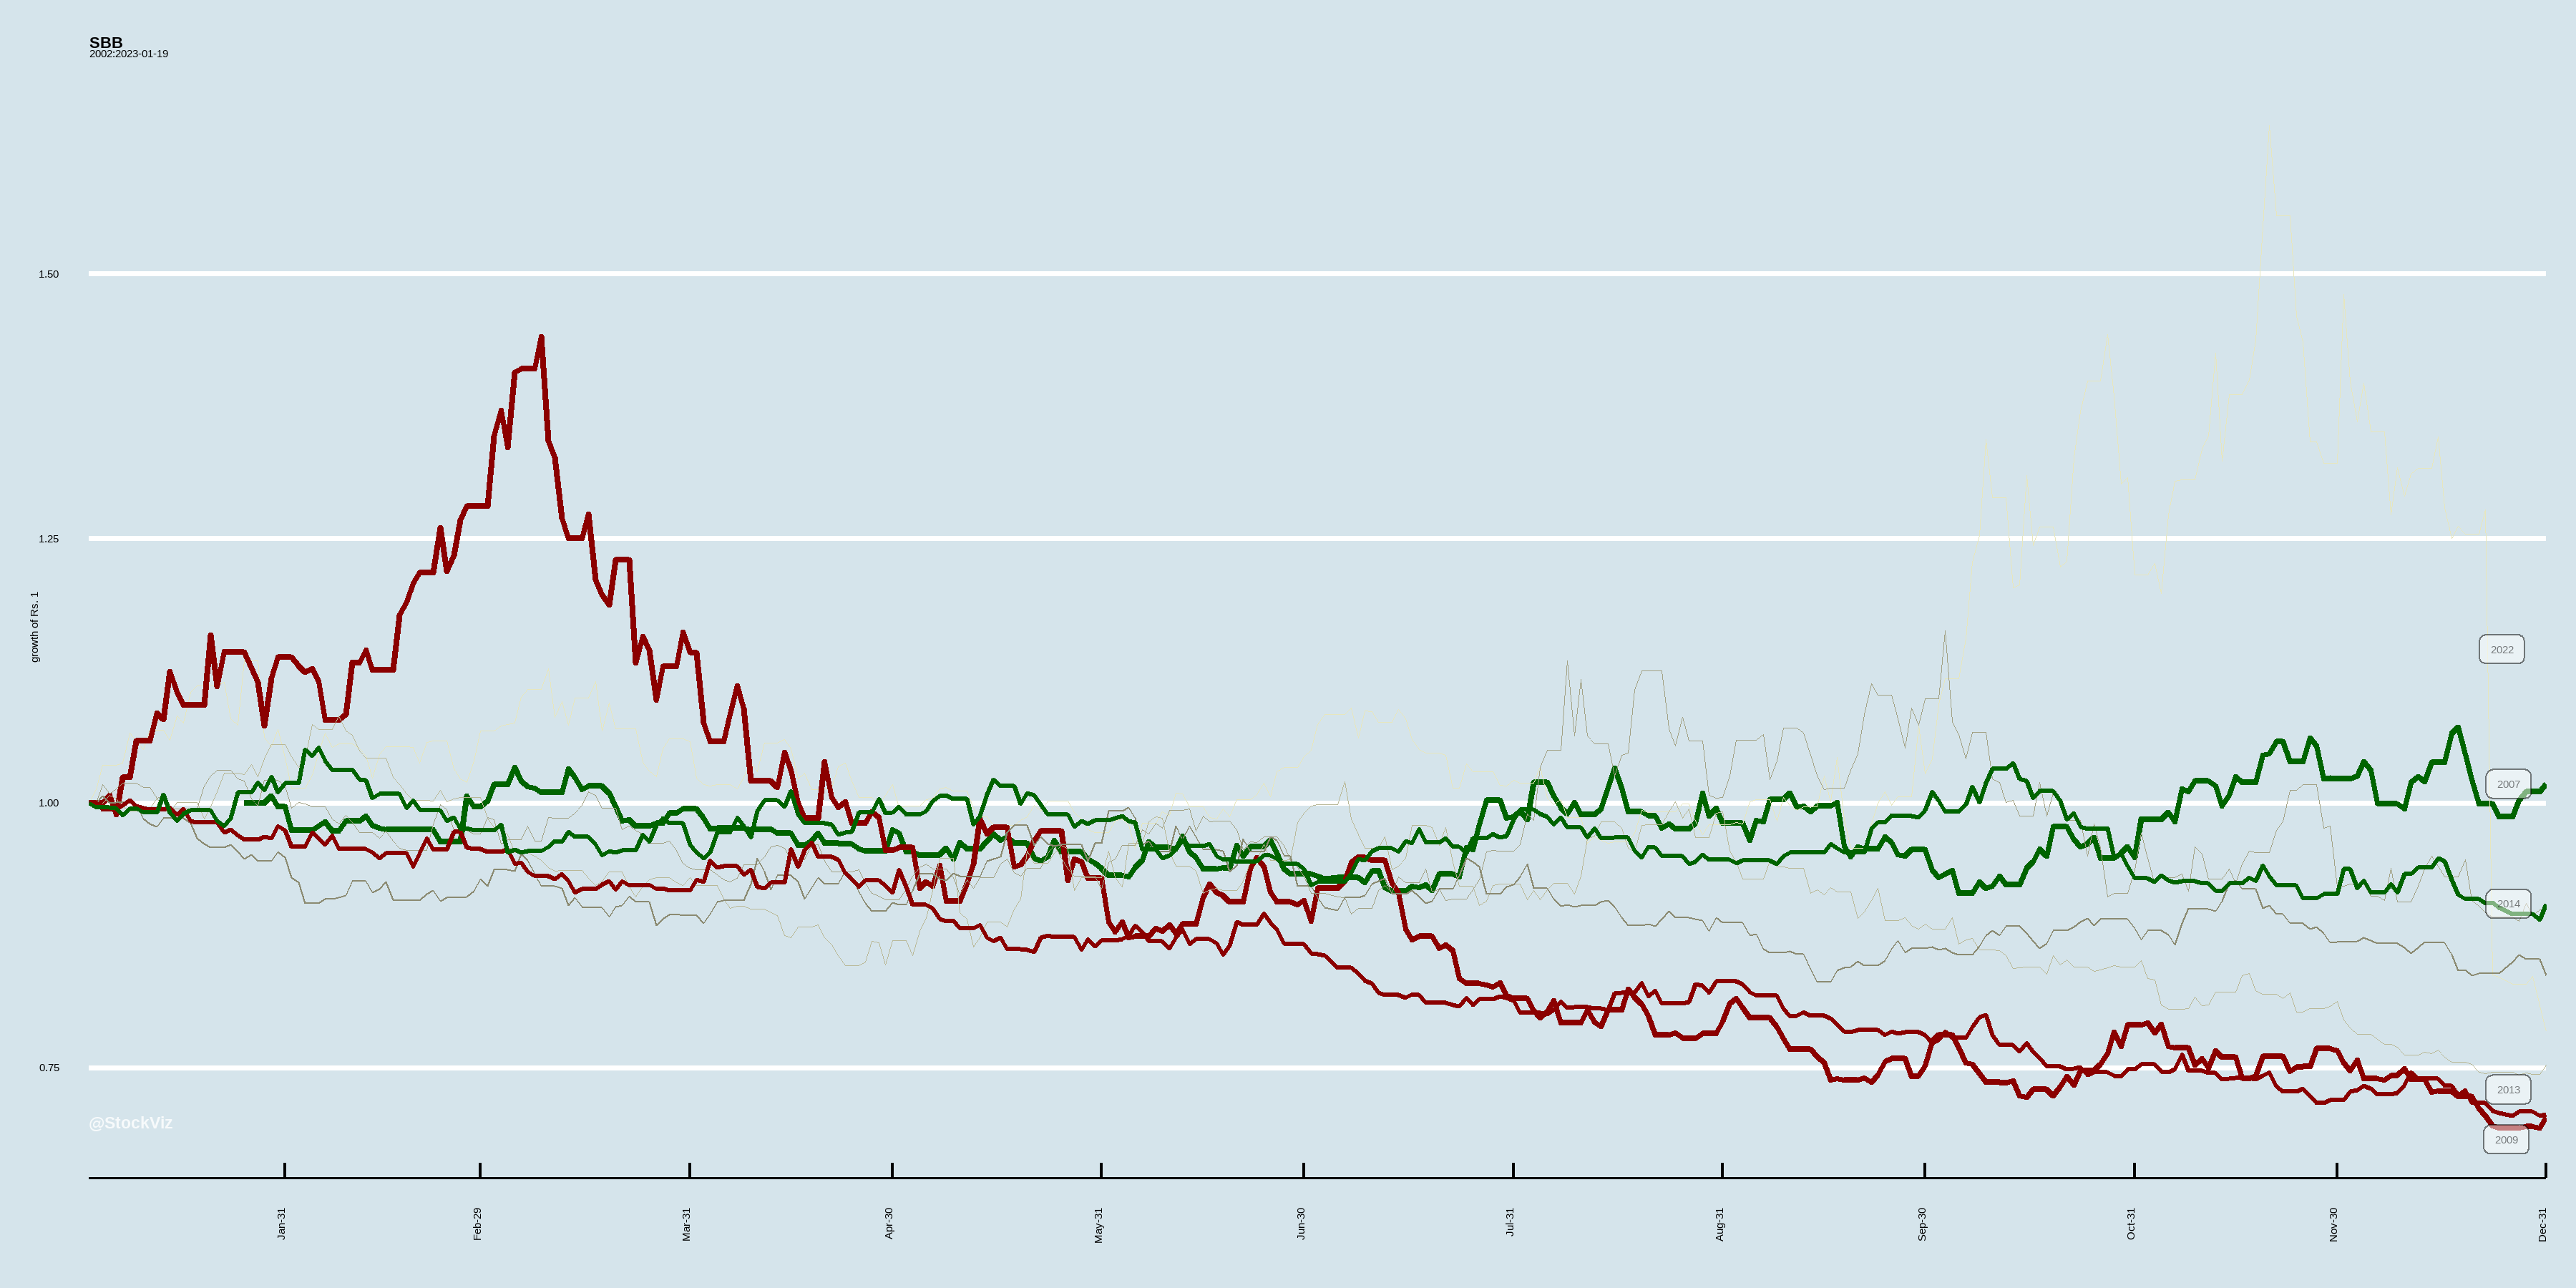 SBB
2002:2023-01-19
1.50
1.25
growth of Rs. 1
1.00
0.75
2022
2007
2014
2013
2009
@StockViz
Jan-31
Feb-29
Mar-31
Apr-30
May-31
Jun-30
Jul-31
Aug-31
Sep-30
Oct-31
Nov-30
Dec-31